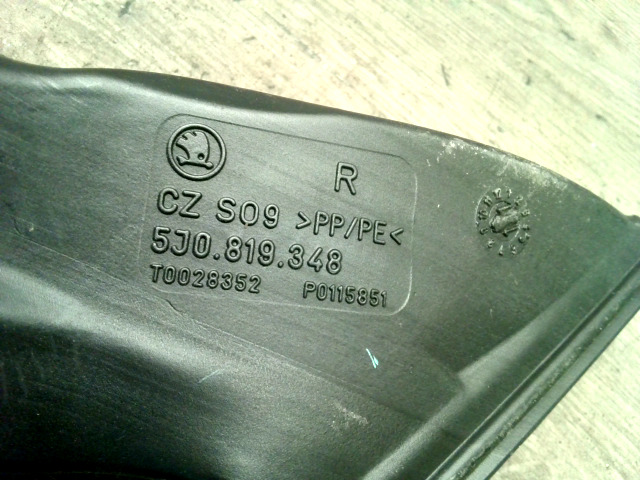 R
CZ S09 >PP/PE<
5J0.819.348
T0028352 P0115851